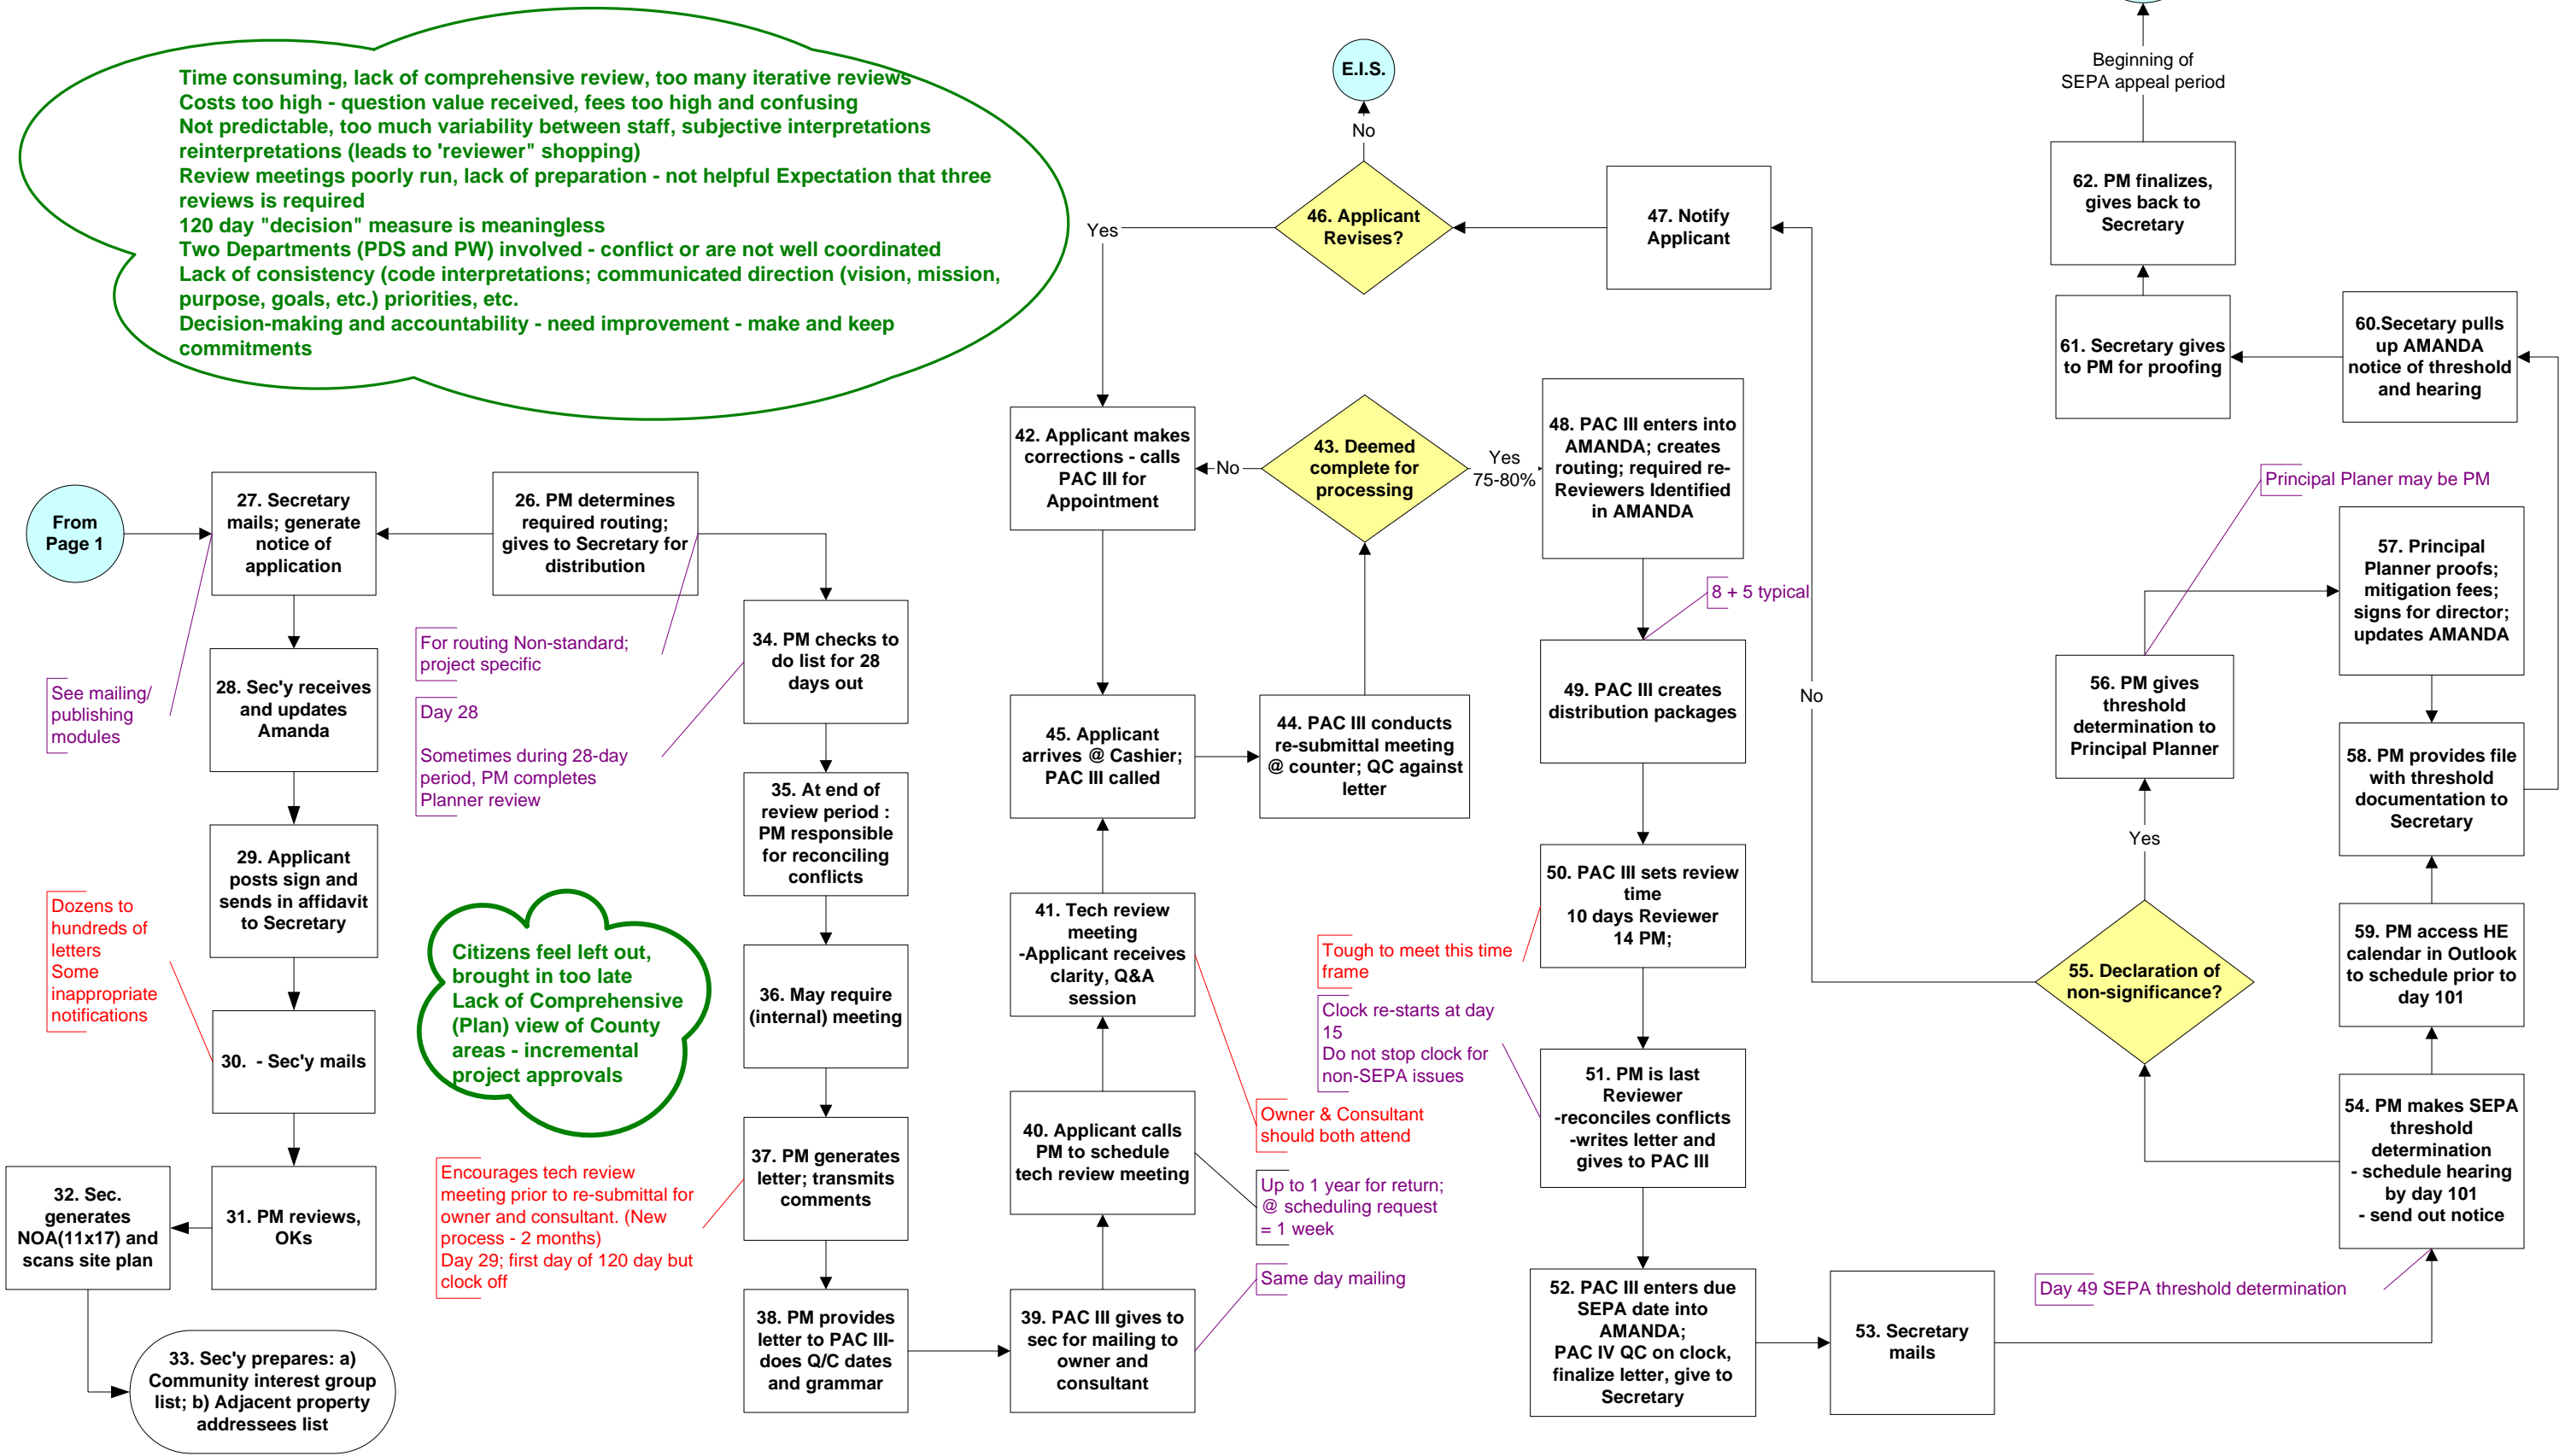 Time consuming, lack of comprehensive review, too many iterative reviews
Costs too high - question value received, fees too high and confusing
Not predictable, too much variability between staff, subjective interpretations
reinterpretations (leads to 'reviewer" shopping)
Review meetings poorly run, lack of preparation - not helpful Expectation that three
reviews is required
120 day "decision" measure is meaningless
Two Departments (PDS and PW) involved - conflict or are not well coordinated
Lack of consistency (code interpretations; communicated direction (vision, mission,
purpose, goals, etc.) priorities, etc.
Decision-making and accountability - need improvement - make and keep
commitments
From
Page 1
27. Secretary
mails; generate
notice of
application
26. PM determines
required routing;
gives to Secretary for
distribution
See mailing/
publishing
modules
28. Sec'y receives
and updates
Amanda
29. Applicant
posts sign and
sends in affidavit
to Secretary
Dozens to
hundreds of
letters
Some
inappropriate
notifications
30.  - Sec'y mails
31. PM reviews,
OKs
32. Sec.
generates
NOA(11x17) and
scans site plan
33. Sec'y prepares: a)
Community interest group
list; b) Adjacent property
addressees list
For routing Non-standard;
project specific
Day 28
Sometimes during 28-day
period, PM completes
Planner review
34. PM checks to
do list for 28
days out
35. At end of
review period :
PM responsible
for reconciling
conflicts
36. May require
(internal) meeting
Citizens feel left out,
brought in too late
Lack of Comprehensive
(Plan) view of County
areas - incremental
project approvals
37. PM generates
letter; transmits
comments
Encourages tech review
meeting prior to re-submittal for
owner and consultant. (New
process - 2 months)
Day 29; first day of 120 day but
clock off
38. PM provides
letter to PAC III-
does Q/C dates
and grammar
39. PAC III gives to
sec for mailing to
owner and
consultant
Same day mailing
40. Applicant calls
PM to schedule
tech review meeting
Up to 1 year for return;
@ scheduling request
= 1 week
41. Tech review
meeting
-Applicant receives
clarity, Q&A
session
Owner & Consultant
should both attend
E.I.S.
No
46. Applicant
Revises?
Yes
47. Notify
Applicant
42. Applicant makes
corrections - calls
PAC III for
Appointment
No
43. Deemed
complete for
processing
Yes
75-80%
48. PAC III enters into
AMANDA; creates
routing; required re-
Reviewers Identified
in AMANDA
45. Applicant
arrives @ Cashier;
PAC III called
44. PAC III conducts
re-submittal meeting
@ counter; QC against
letter
8 + 5 typical
49. PAC III creates
distribution packages
50. PAC III sets review
time
10 days Reviewer
14 PM;
Tough to meet this time
frame
Clock re-starts at day
15
Do not stop clock for
non-SEPA issues
51. PM is last
Reviewer
-reconciles conflicts
-writes letter and
gives to PAC III
52. PAC III enters due
SEPA date into
AMANDA;
PAC IV QC on clock,
finalize letter, give to
Secretary
53. Secretary
mails
Day 49 SEPA threshold determination
54. PM makes SEPA
threshold
determination
- schedule hearing
by day 101
- send out notice
55. Declaration of
non-significance?
No
Yes
59. PM access HE
calendar in Outlook
to schedule prior to
day 101
56. PM gives
threshold
determination to
Principal Planner
Principal Planer may be PM
57. Principal
Planner proofs;
mitigation fees;
signs for director;
updates AMANDA
58. PM provides file
with threshold
documentation to
Secretary
60.Secetary pulls
up AMANDA
notice of threshold
and hearing
61. Secretary gives
to PM for proofing
62. PM finalizes,
gives back to
Secretary
Beginning of
SEPA appeal period